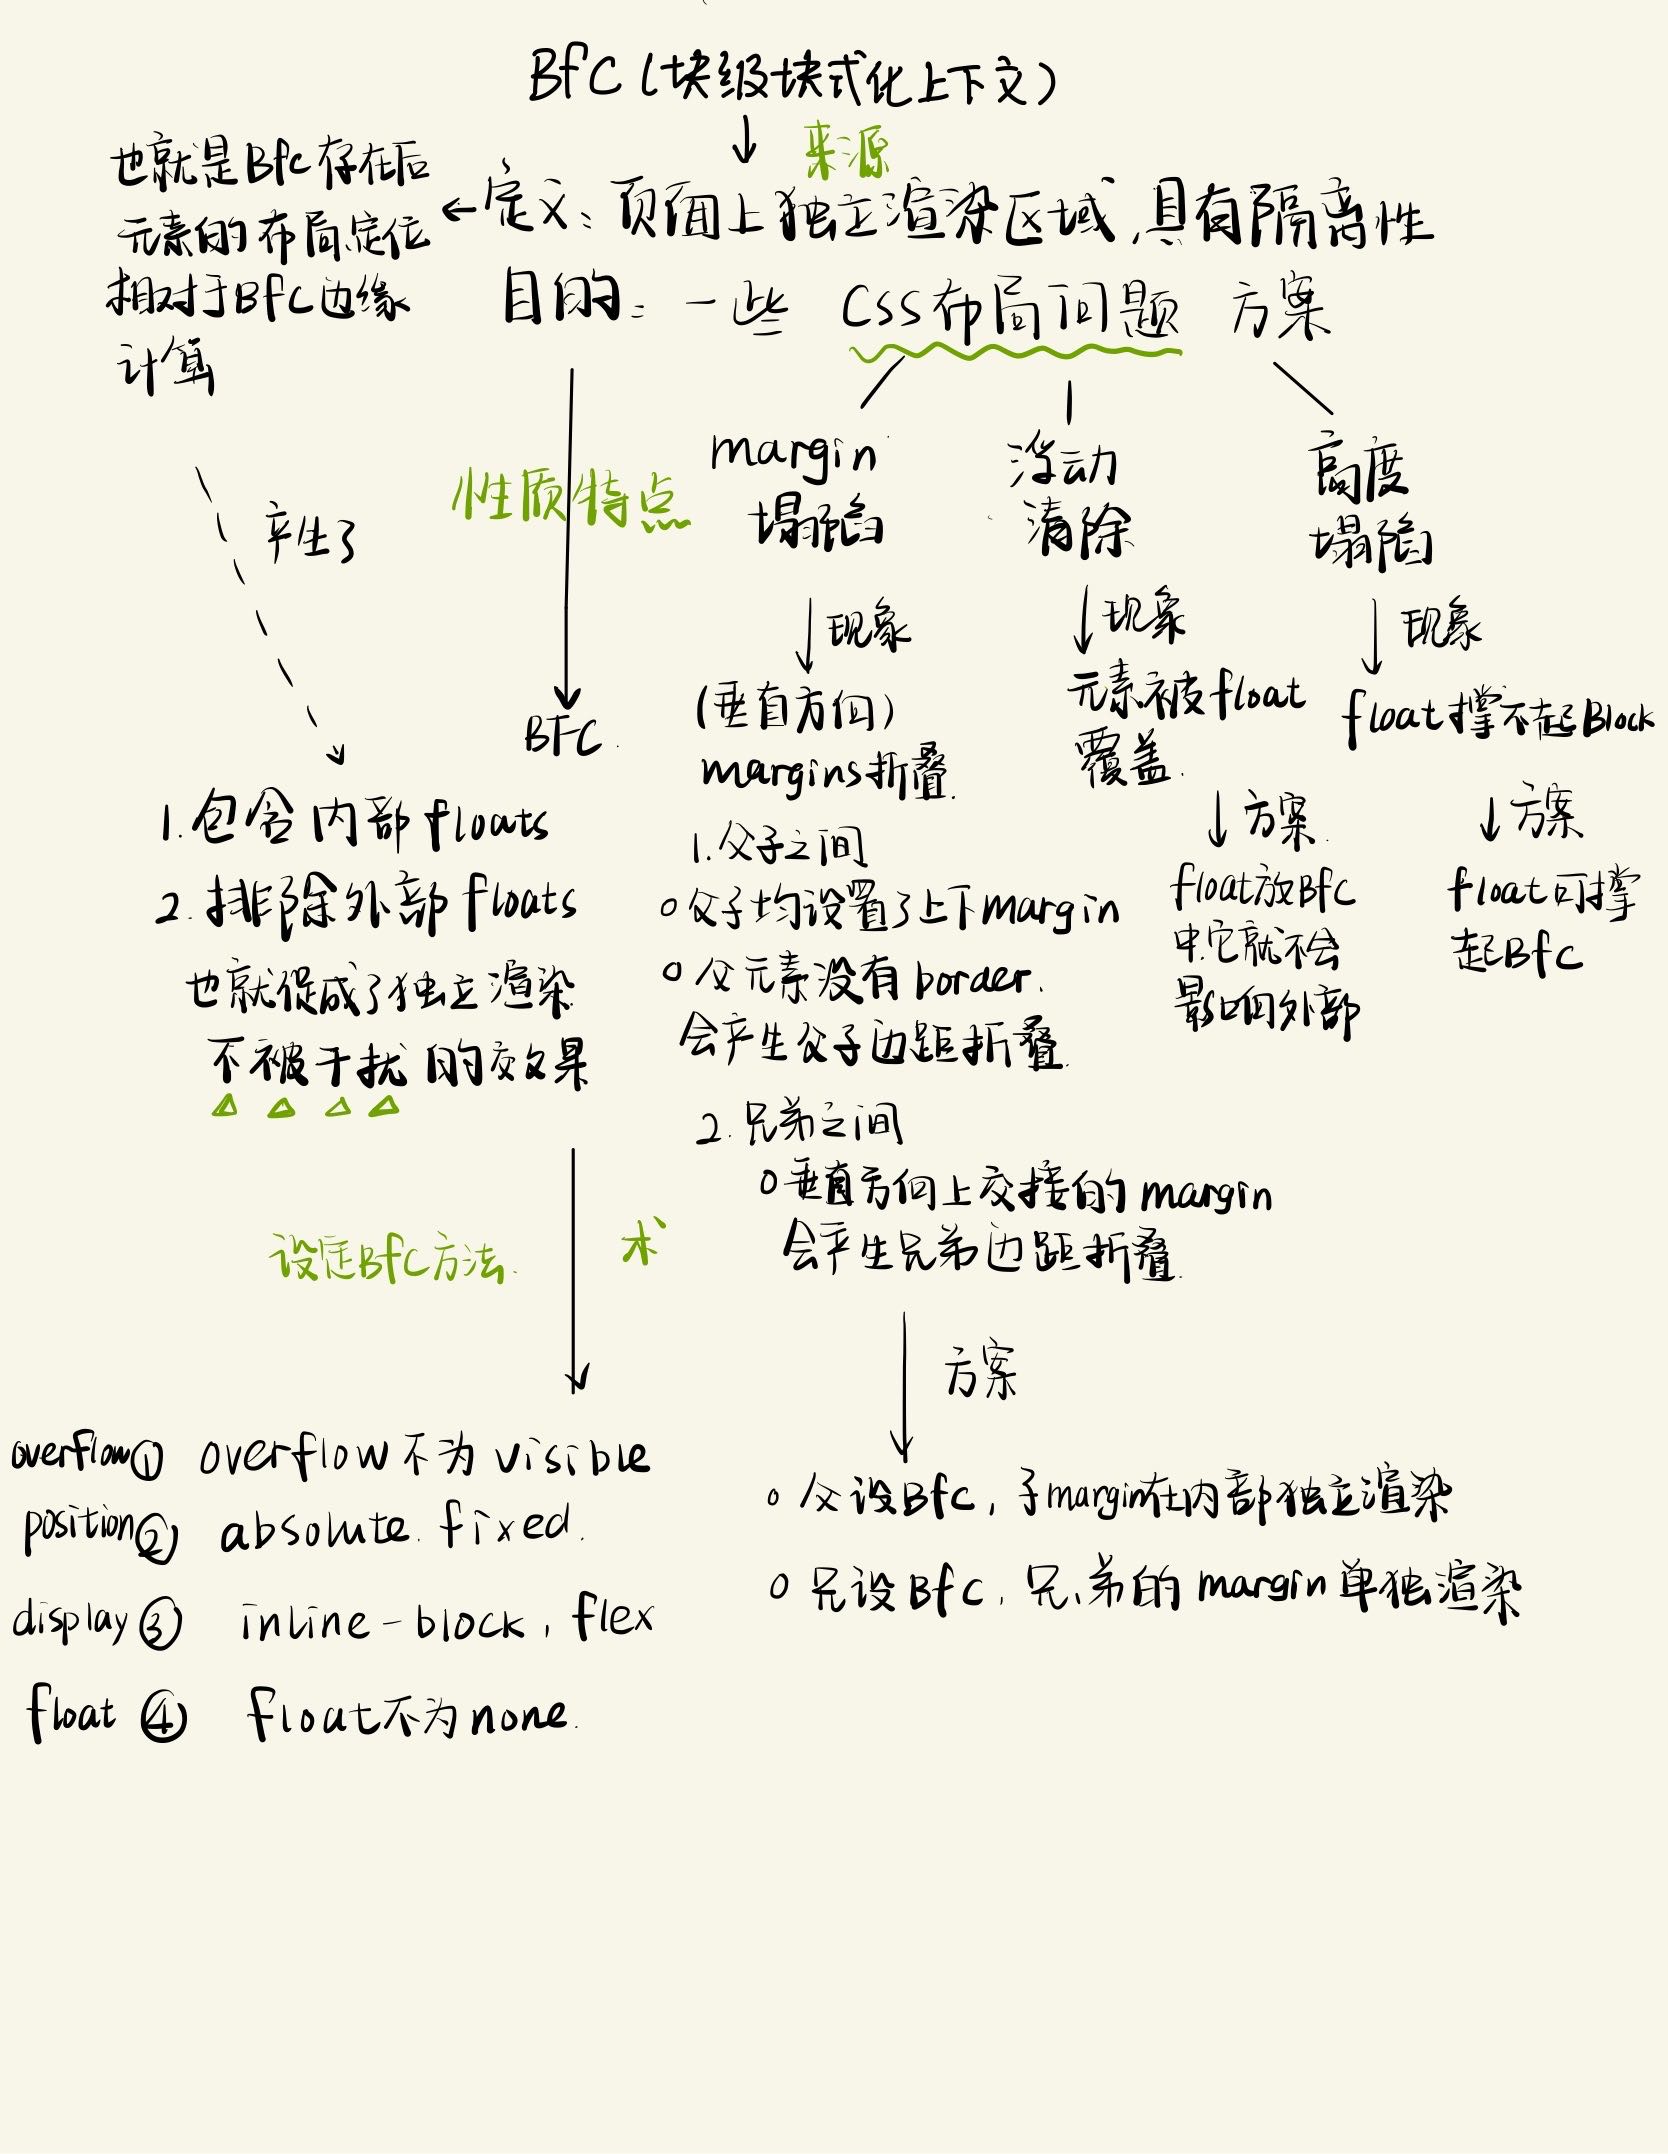 BfC(块级块式化上下文)
来源
也就是Bfc存在后
元素的布局定位
相对于BfC边缘
计算
定义:页面上独立渲染区域,具有隔离性
目的:一些 CSS布局问题 方案
产生了
性质特点
BFC.
margin
塌陷
现象
(垂直方向)
margins折叠.
浮动
清除
现象
元素被float
覆盖.
方案.
float放Bfc
中.它就不会
影响外部
高度
塌陷
现象
float撑不起Block
方案
float可撑
起Bfc
1.包含内部floats
2.排除外部floats
也就促成了独立渲染
不被干扰的效果
1.父子之间
o父子均设置了上下margin
o父元素没有border.
会产生父子边距折叠.
2.兄弟之间
o垂直方向上交接的margin
会产生兄弟边距折叠.
方案
o父设Bfc,子margin在内部独立渲染
o兄设Bfc,兄、弟的margin单独渲染
设定BfC方法.
术
overflow① overflow不为visible
position② absolute.fixed.
display③ inline-block,flex
float④ float不为none.